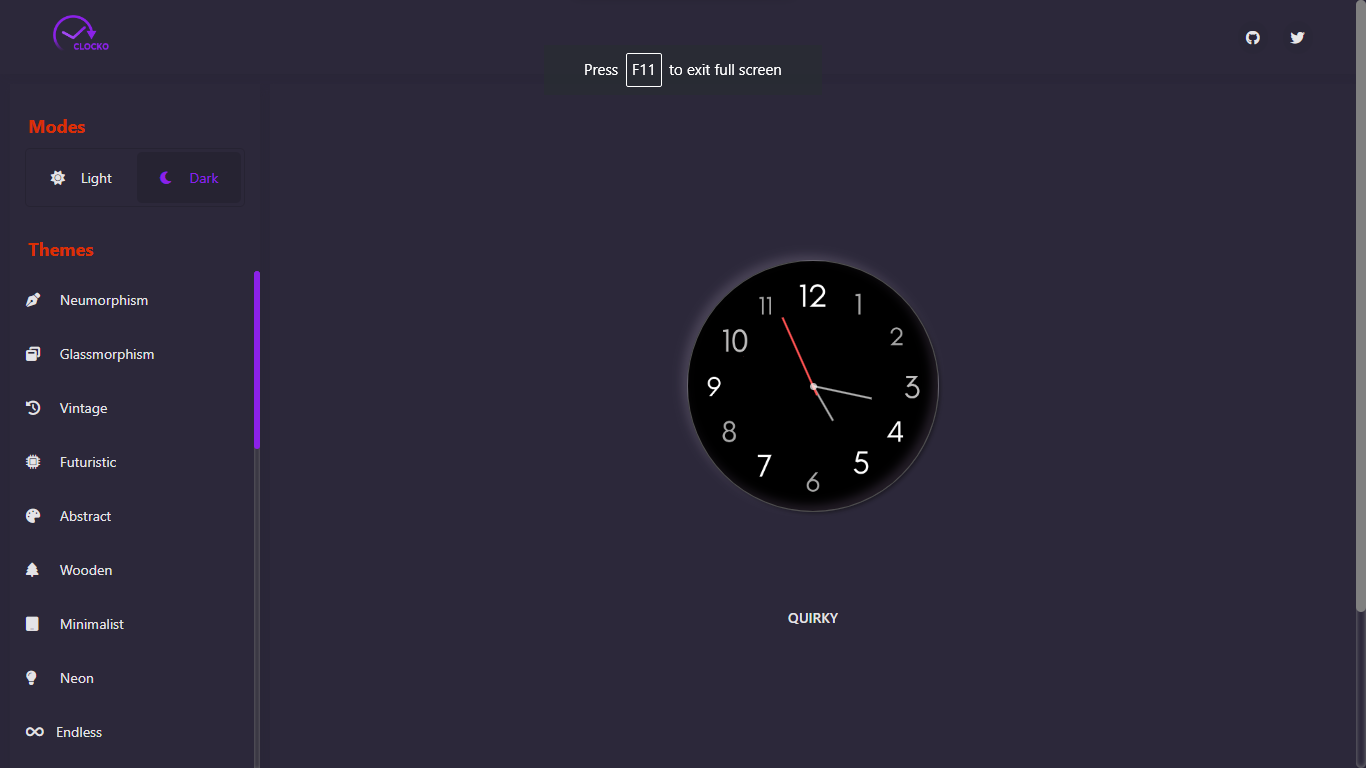 CLOCKO
Press F11 to exit full screen
Modes
Light
Dark
Themes
Neumorphism
Glassmorphism
Vintage
Futuristic
Abstract
Wooden
Minimalist
Neon
Endless
12
1
2
3
4
5
6
7
8
9
10
11
QUIRKY